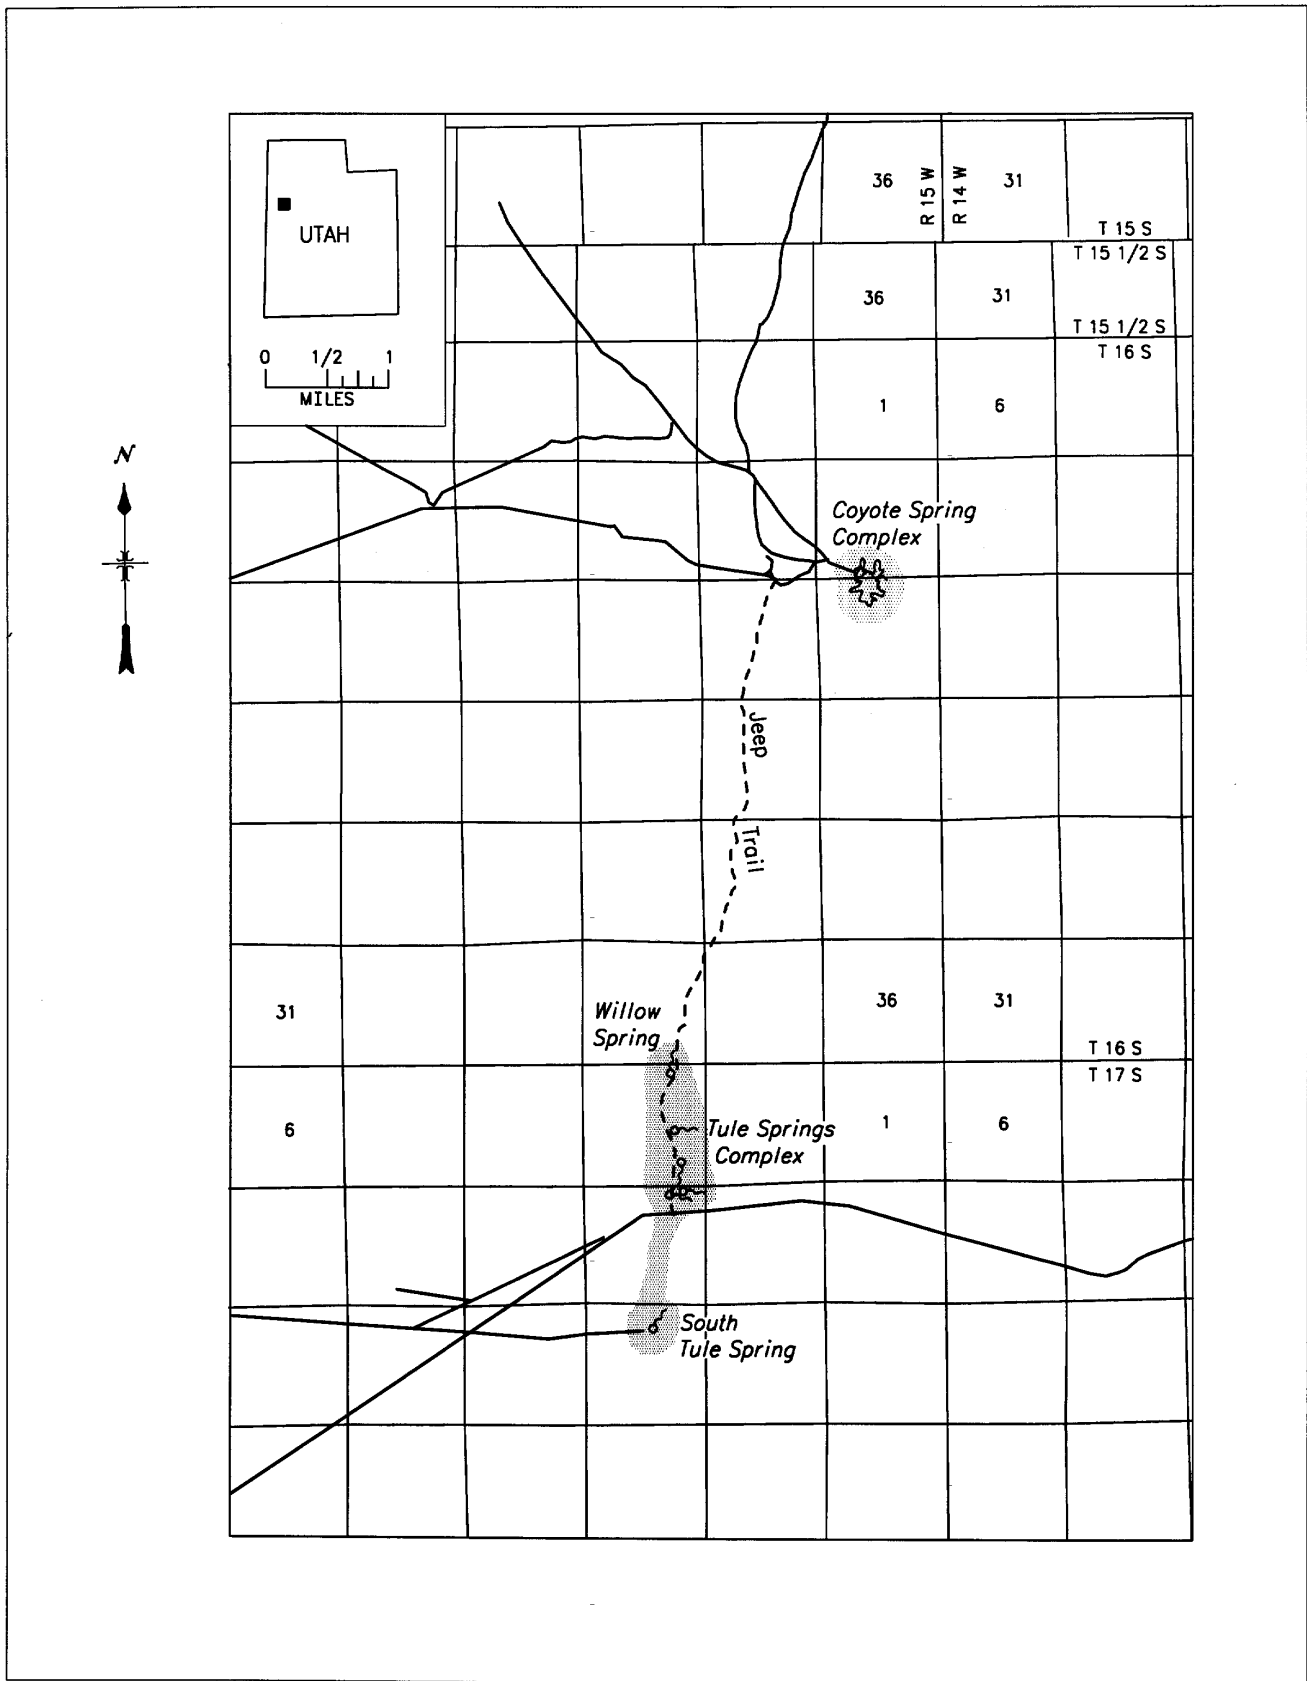 UTAH
0 1/2 1
MILES
N
36
R 15 W
R 14 W
31
T 15 S
T 15 1/2 S
36
31
T 15 1/2 S
T 16 S
1
6
Coyote Spring
Complex
Jeep
Trail
31
Willow
Spring
36
31
T 16 S
T 17 S
6
Tule Springs
Complex
1
6
South
Tule Spring